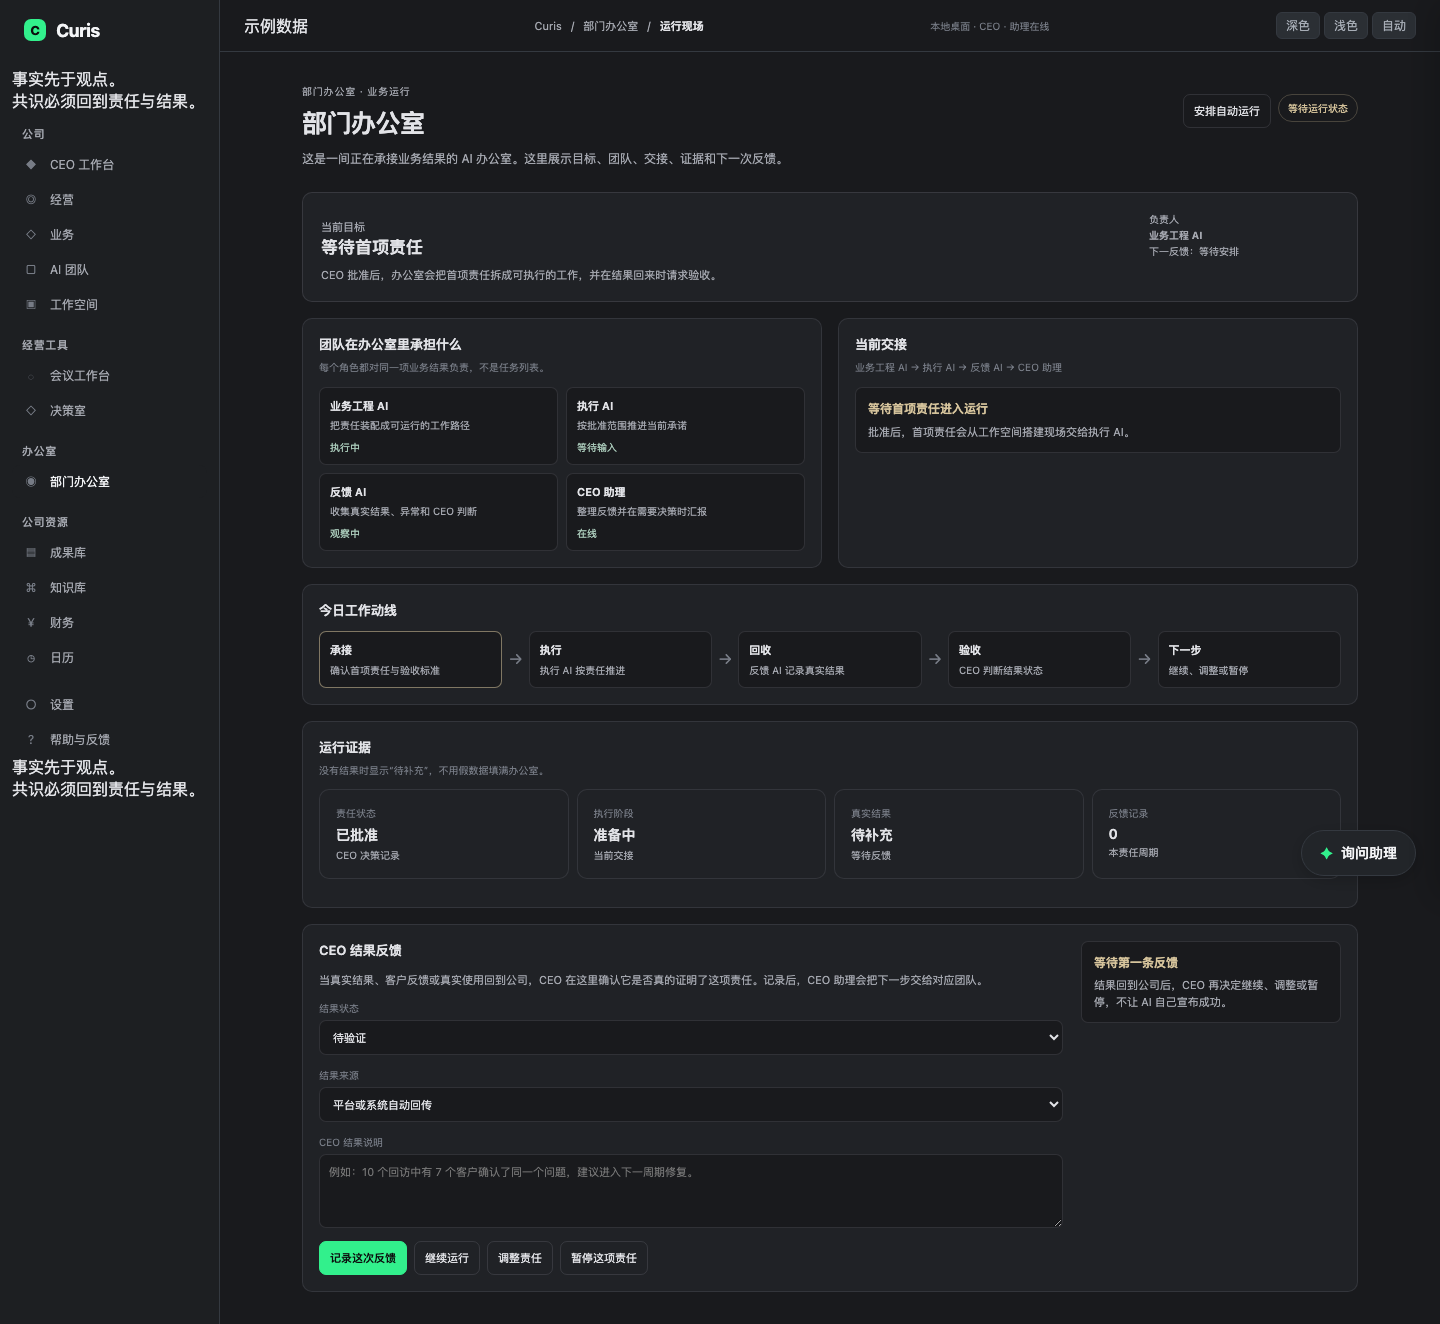 C Curis
事实先于观点。
共识必须回到责任与结果。
公司
CEO 工作台
经营
业务
AI 团队
工作空间
经营工具
会议工作台
决策室
办公室
部门办公室
公司资源
成果库
知识库
¥ 财务
日历
设置
? 帮助与反馈
事实先于观点。
共识必须回到责任与结果。
示例数据
Curis / 部门办公室 / 运行现场
本地桌面 · CEO · 助理在线
深色
浅色
自动
部门办公室 · 业务运行
部门办公室
这是一间正在承接业务结果的 AI 办公室。这里展示目标、团队、交接、证据和下一次反馈。
安排自动运行
等待运行状态
当前目标
等待首项责任
CEO 批准后，办公室会把首项责任拆成可执行的工作，并在结果回来时请求验收。
负责人
业务工程 AI
下一反馈：等待安排
团队在办公室里承担什么
每个角色都对同一项业务结果负责，不是任务列表。
业务工程 AI
把责任装配成可运行的工作路径
执行中
执行 AI
按批准范围推进当前承诺
等待输入
反馈 AI
收集真实结果、异常和 CEO 判断
观察中
CEO 助理
整理反馈并在需要决策时汇报
在线
当前交接
业务工程 AI → 执行 AI → 反馈 AI → CEO 助理
等待首项责任进入运行
批准后，首项责任会从工作空间搭建现场交给执行 AI。
今日工作动线
承接
确认首项责任与验收标准
→
执行
执行 AI 按责任推进
→
回收
反馈 AI 记录真实结果
→
验收
CEO 判断结果状态
→
下一步
继续、调整或暂停
运行证据
没有结果时显示“待补充”，不用假数据填满办公室。
责任状态
已批准
CEO 决策记录
执行阶段
准备中
当前交接
真实结果
待补充
等待反馈
反馈记录
0
本责任周期
询问助理
CEO 结果反馈
当真实结果、客户反馈或真实使用回到公司，CEO 在这里确认它是否真的证明了这项责任。记录后，CEO 助理会把下一步交给对应团队。
结果状态
待验证
结果来源
平台或系统自动回传
CEO 结果说明
例如：10 个回访中有 7 个客户确认了同一个问题，建议进入下一周期修复。
记录这次反馈
继续运行
调整责任
暂停这项责任
等待第一条反馈
结果回到公司后，CEO 再决定继续、调整或暂
停，不让 AI 自己宣布成功。